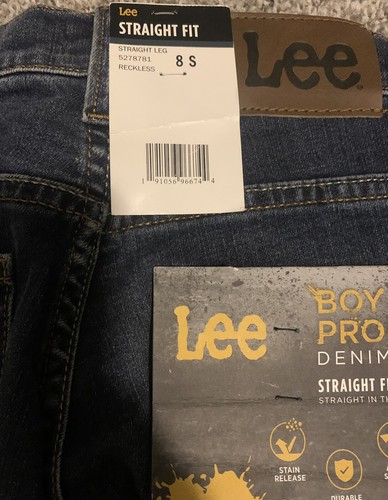 Lee
STRAIGHT FIT
STRAIGHT LEG
5278781
RECKLESS
8 S
1 91056 96674 4
Lee
Lee
BOY
PRO
DENIM
STRAIGHT FI
STRAIGHT IN TH
STAIN
RELEASE
DURABLE